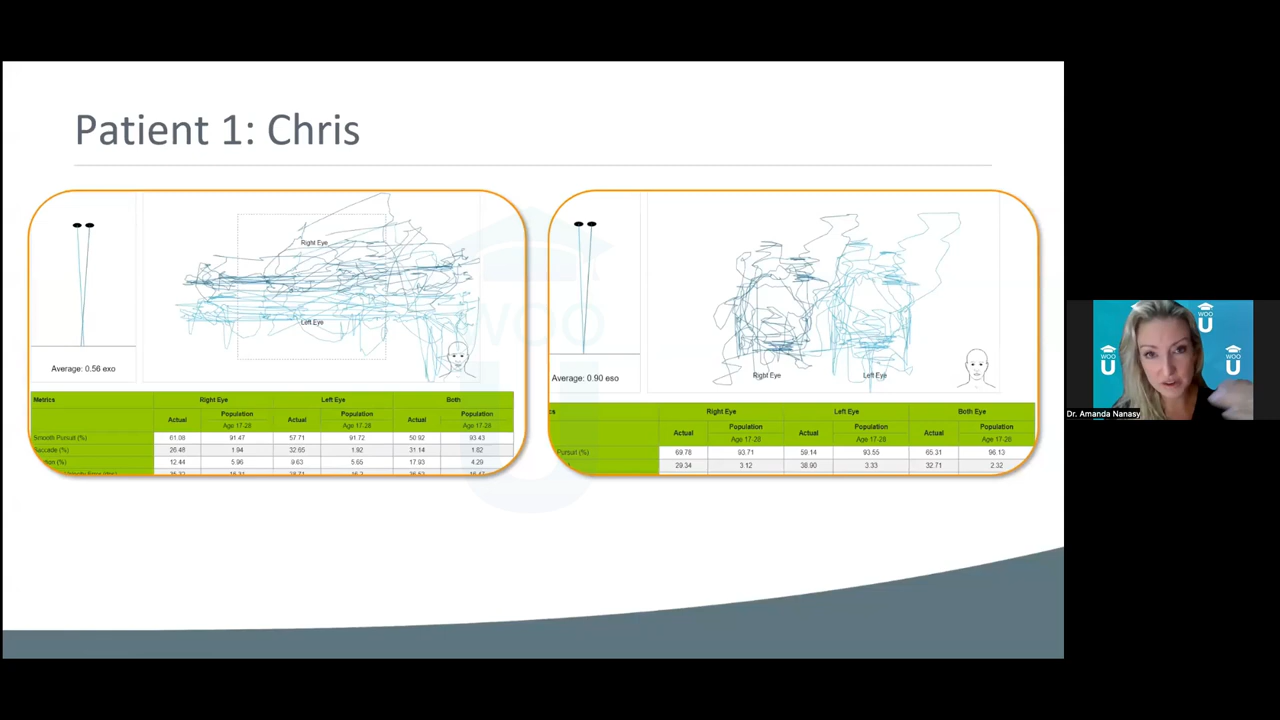 Patient 1: Chris
Right Eye
Left Eye
Average: 0.56 exo
Metrics Right Eye Left Eye Both
Actual Population Actual Population Actual Population
Age 17-28 Age 17-28 Age 17-28
Smooth Pursuit (%) 61.08 91.47 57.71 91.72 50.92 93.43
Saccade (%) 26.48 1.94 32.65 1.92 31.14 1.62
(%) 12.44 5.96 9.63 5.65 17.93 4.29
Average: 0.90 exo
Right Eye Left Eye
Right Eye Left Eye Both Eye
Actual Population Actual Population Actual Population
Age 17-28 Age 17-28 Age 17-28
Pursuit (%) 69.78 93.71 59.14 93.55 65.31 96.13
29.34 3.12 38.90 3.33 32.71 2.32
WOO
U
WOO
U
WOO
U
WOO
U
Dr. Amanda Nanasy